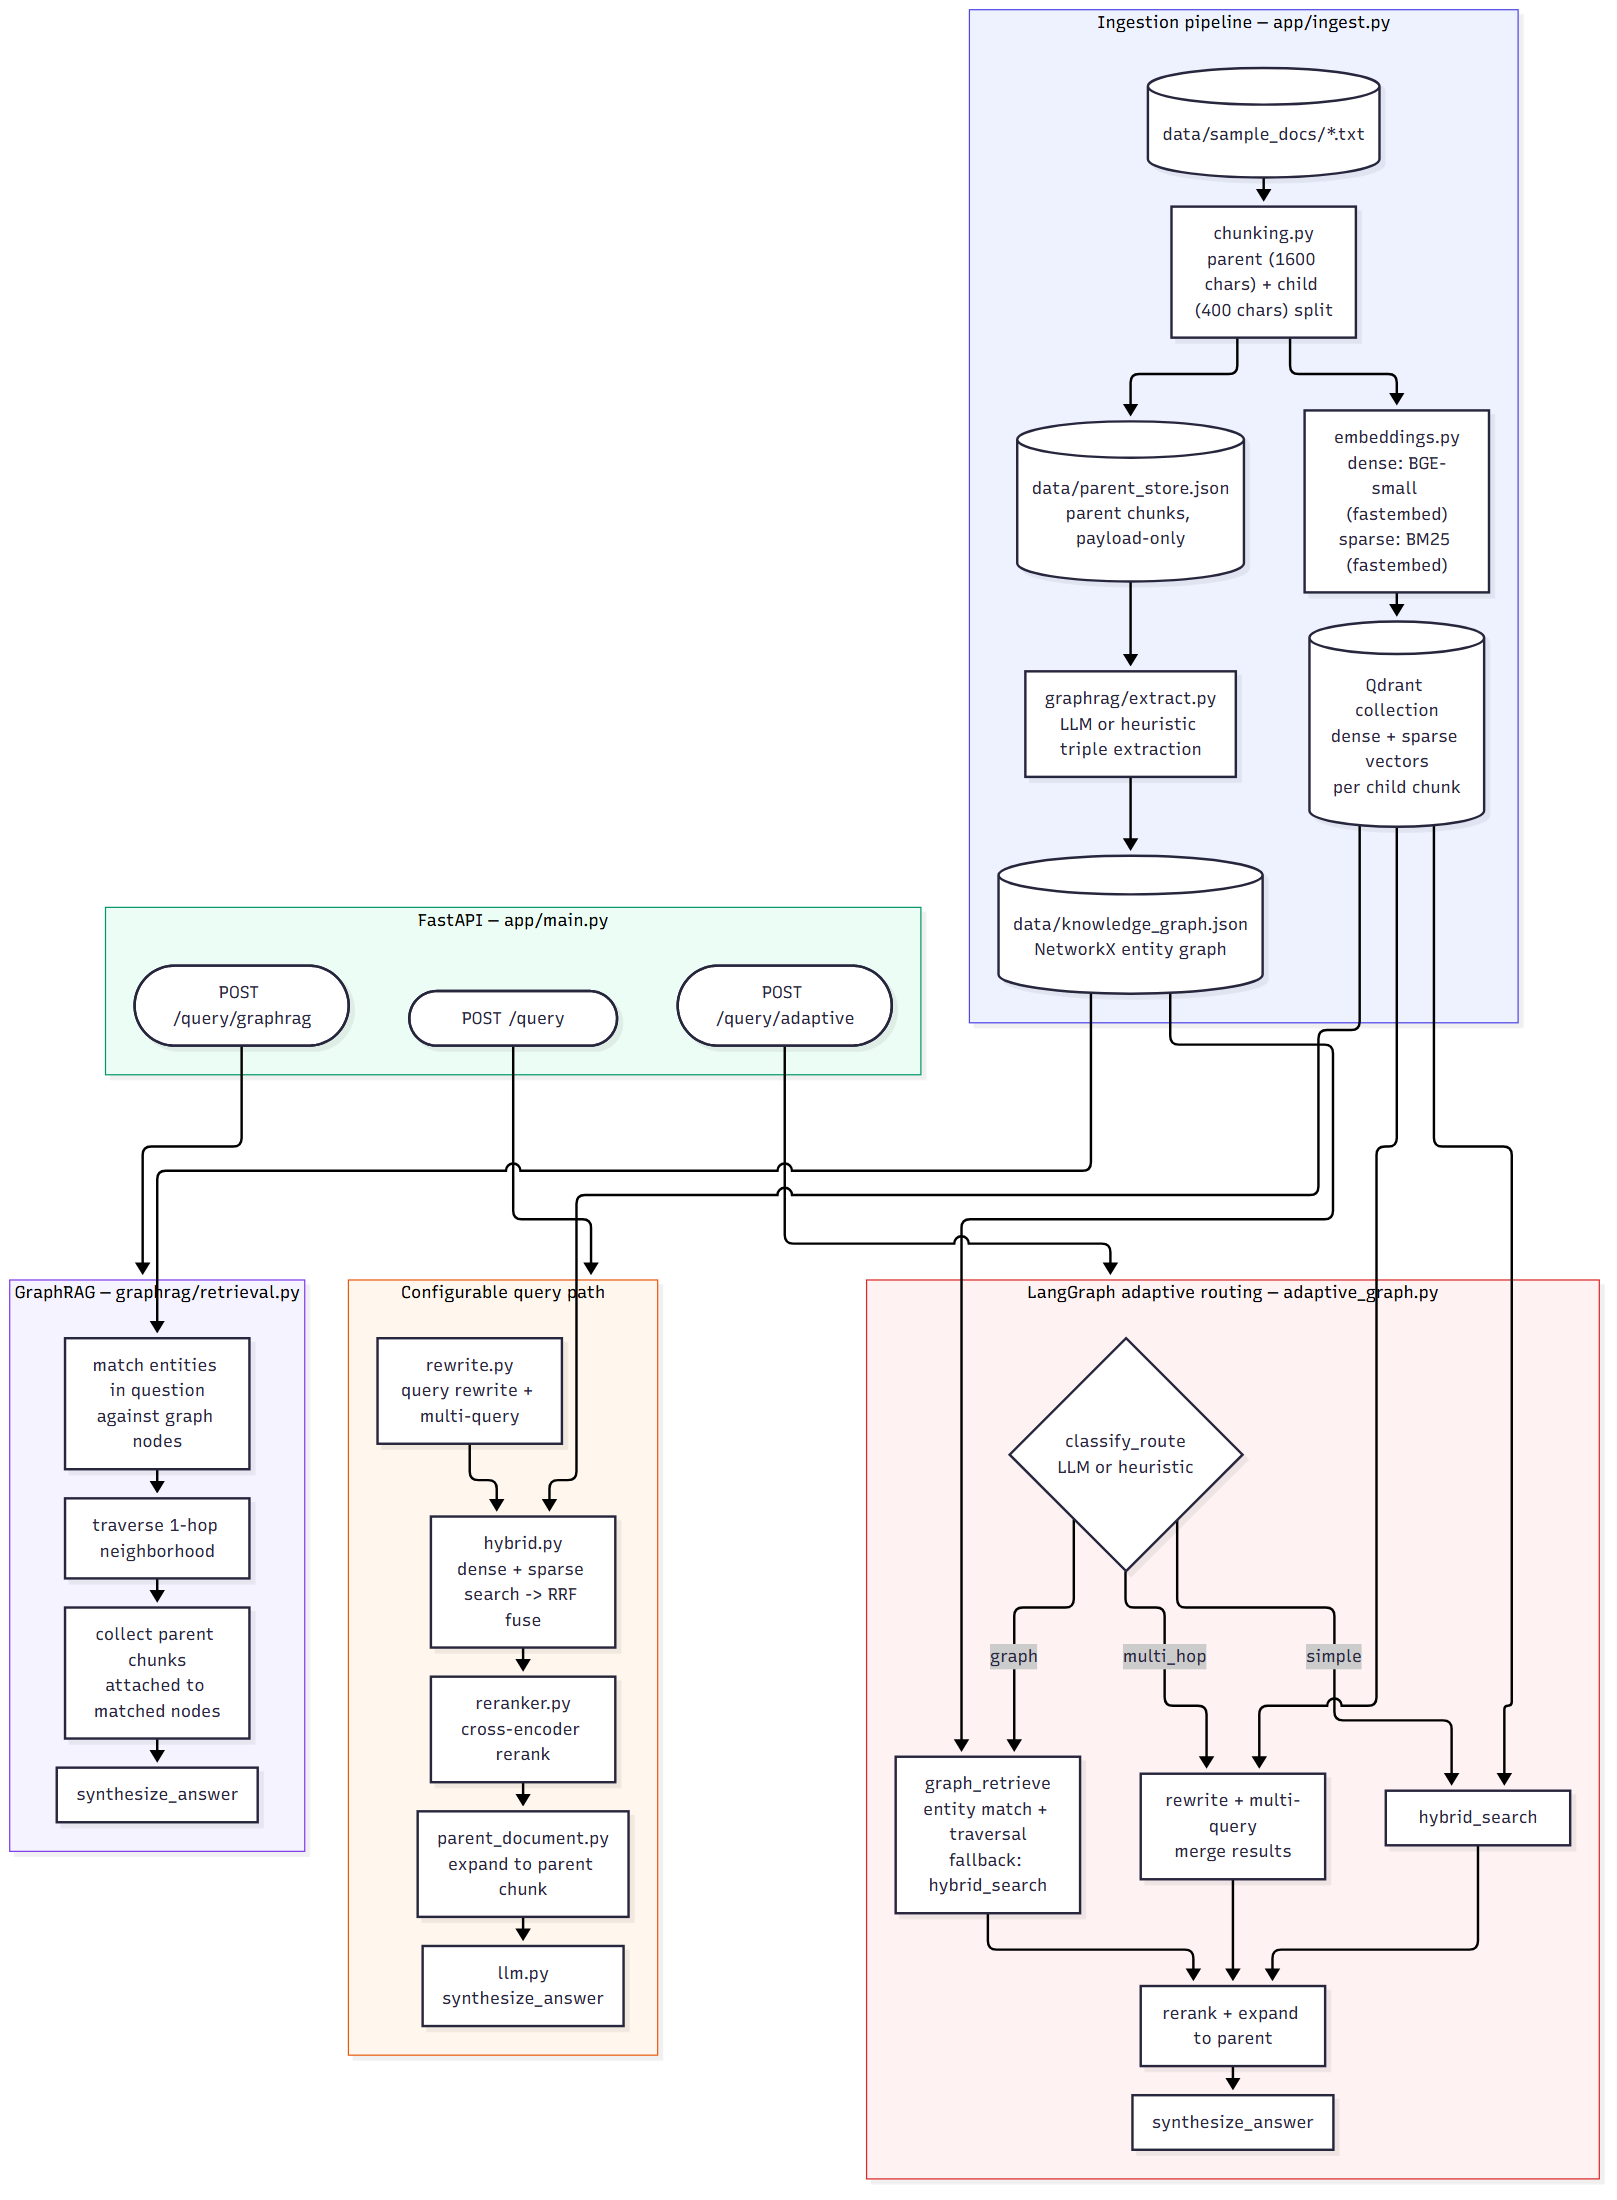 Ingestion pipeline — app/ingest.py
data/sample_docs/*.txt
chunking.py
parent (1600
chars) + child
(400 chars) split
data/parent_store.json
parent chunks,
payload-only
embeddings.py
dense: BGE-
small
(fastembed)
sparse: BM25
(fastembed)
graphrag/extract.py
LLM or heuristic
triple extraction
Qdrant
collection
dense + sparse
vectors
per child chunk
data/knowledge_graph.json
NetworkX entity graph
FastAPI — app/main.py
POST
/query/graphrag
POST /query
POST
/query/adaptive
GraphRAG — graphrag/retrieval.py
match entities
in question
against graph
nodes
traverse 1-hop
neighborhood
collect parent
chunks
attached to
matched nodes
synthesize_answer
Configurable query path
rewrite.py
query rewrite +
multi-query
hybrid.py
dense + sparse
search -> RRF
fuse
reranker.py
cross-encoder
rerank
parent_document.py
expand to parent
chunk
llm.py
synthesize_answer
LangGraph adaptive routing — adaptive_graph.py
classify_route
LLM or heuristic
graph
multi_hop
simple
graph_retrieve
entity match +
traversal
fallback:
hybrid_search
rewrite + multi-
query
merge results
hybrid_search
rerank + expand
to parent
synthesize_answer